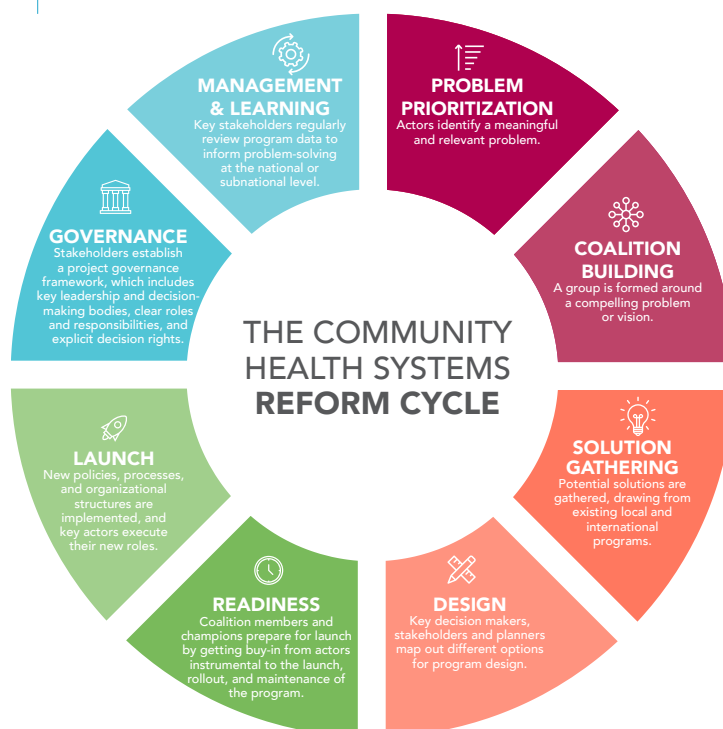 THE COMMUNITY
HEALTH SYSTEMS
REFORM CYCLE
PROBLEM
PRIORITIZATION
Actors identify a meaningful
and relevant problem.
COALITION
BUILDING
A group is formed around
a compelling problem
or vision.
SOLUTION
GATHERING
Potential solutions are
gathered, drawing from
existing local and
international
programs.
DESIGN
Key decision makers,
stakeholders and planners
map out different options
for program design.
READINESS
Coalition members and
champions prepare for launch
by getting buy-in from actors
instrumental to the launch,
rollout, and maintenance of
the program.
LAUNCH
New policies, processes,
and organizational
structures are
implemented, and
key actors execute
their new roles.
GOVERNANCE
Stakeholders establish
a project governance
framework, which includes
key leadership and decision-
making bodies, clear roles
and responsibilities, and
explicit decision rights.
MANAGEMENT
& LEARNING
Key stakeholders regularly
review program data to
inform problem-solving
at the national or
subnational level.